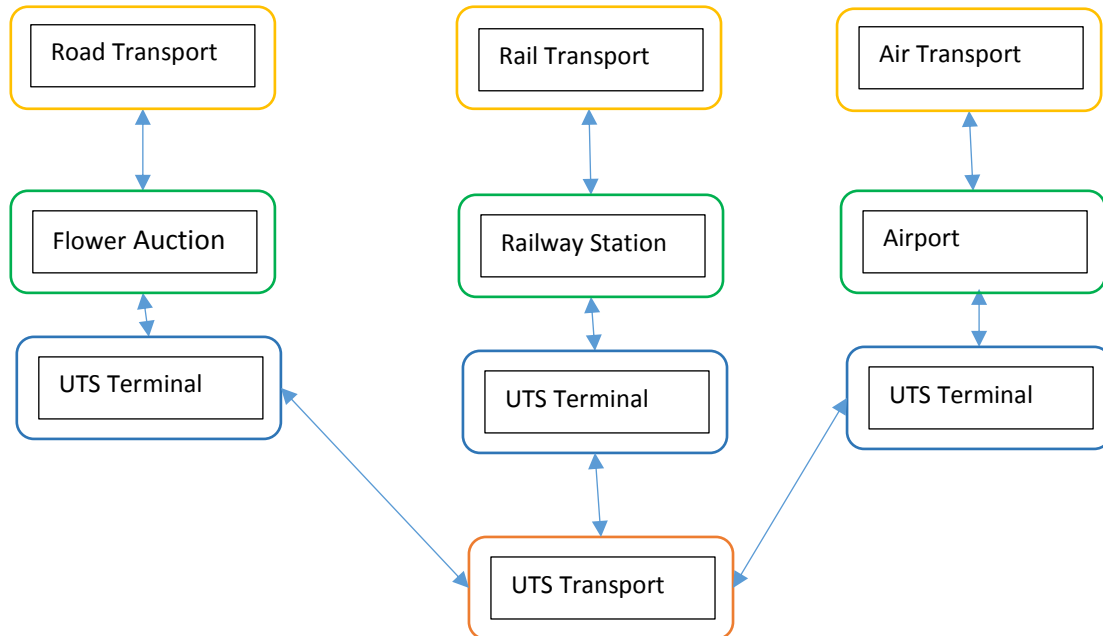 Road Transport
Rail Transport
Air Transport
Flower Auction
Railway Station
Airport
UTS Terminal
UTS Terminal
UTS Terminal
UTS Transport